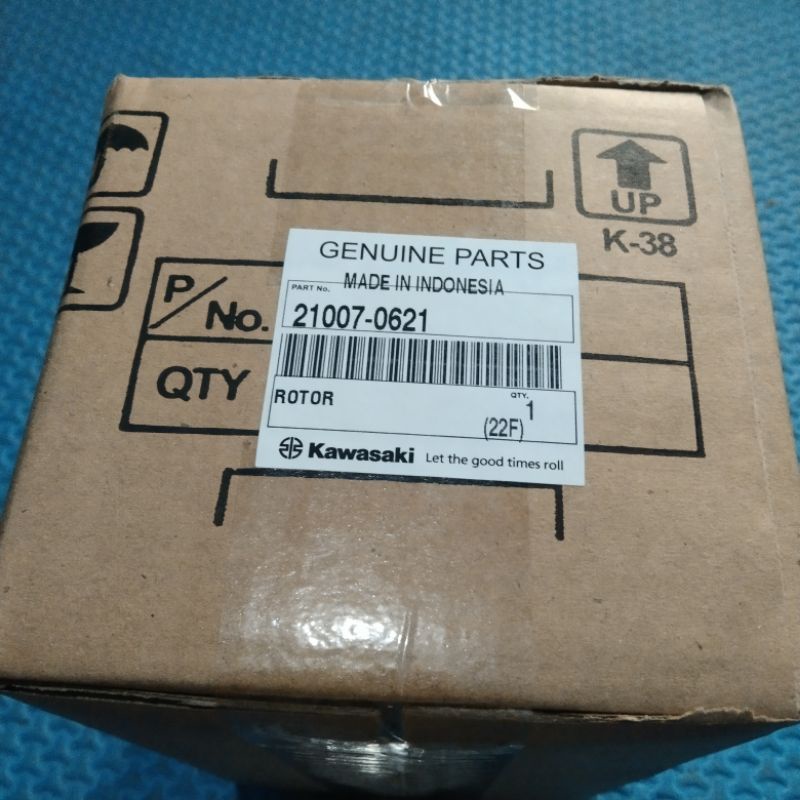 UP
K-38
GENUINE PARTS
MADE IN INDONESIA
P/No.
PART No.
21007-0621
QTY
ROTOR
QTY.
1
(22F)
Kawasaki Let the good times roll